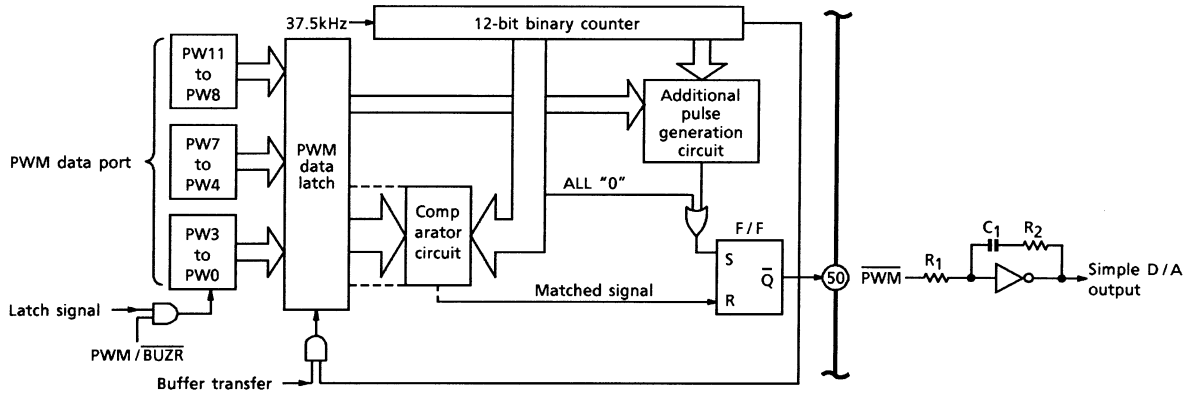 37.5kHz
12-bit binary counter
PW11
to
PW8
PW7
to
PW4
PW3
to
PW0
PWM data port
PWM
data
latch
Additional
pulse
generation
circuit
ALL "0"
Comp
arator
circuit
F/F
S
Q̅
R
Matched signal
Latch signal
PWM/B̅U̅Z̅R̅
Buffer transfer
50
P̅W̅M̅
R1
C1
R2
Simple D/A
output